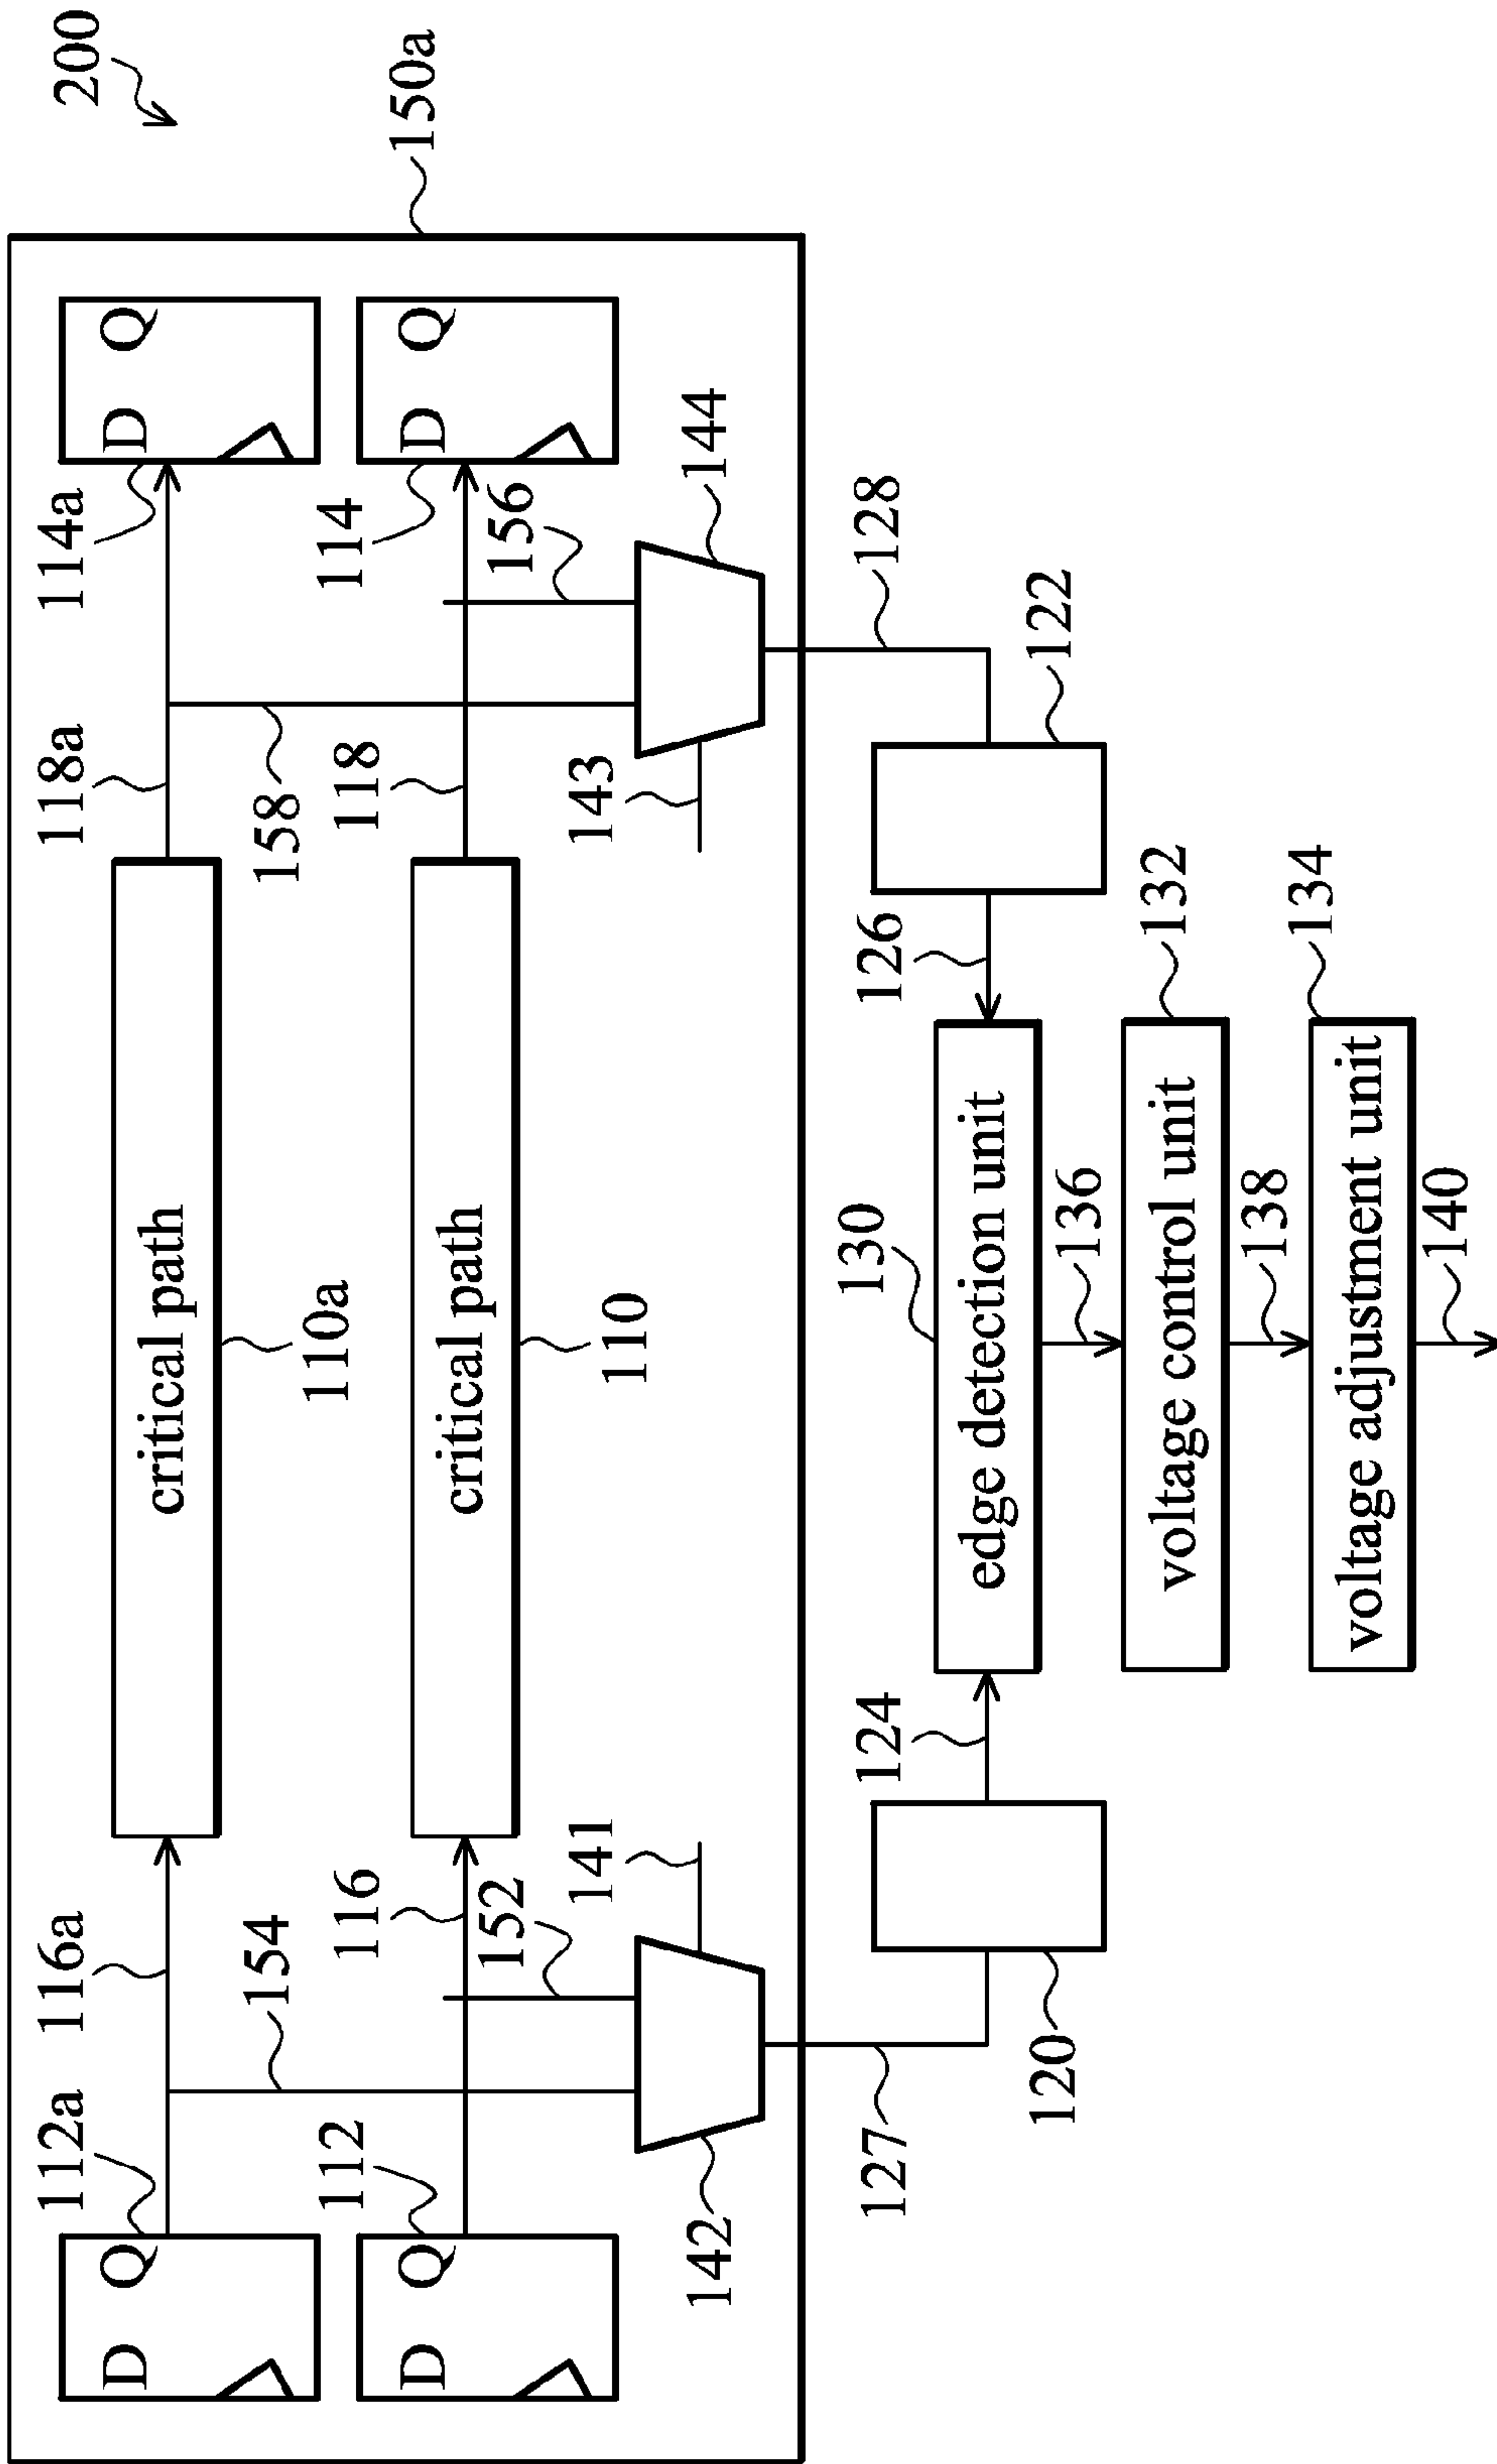 200
150a
112a
116a
118a
114a
D Q
critical path
D Q
110a
154
158
112
116
118
114
D Q
critical path
D Q
152
156
110
141
143
142
144
127
124
130
126
128
120
edge detection unit
122
136
voltage control unit
132
138
voltage adjustment unit
134
140